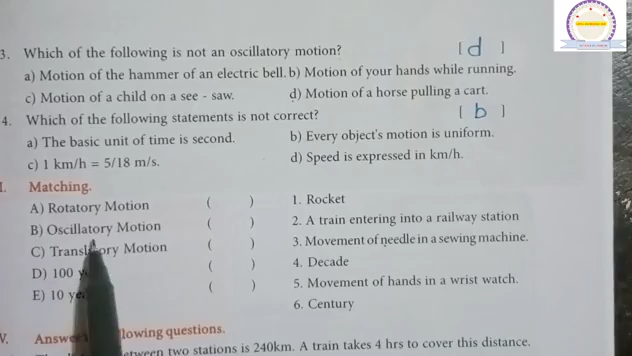 3. Which of the following is not an oscillatory motion? [ d ]
a) Motion of the hammer of an electric bell. b) Motion of your hands while running.
c) Motion of a child on a see - saw. d) Motion of a horse pulling a cart.
4. Which of the following statements is not correct? [ b ]
a) The basic unit of time is second. b) Every object's motion is uniform.
c) 1 km/h = 5/18 m/s. d) Speed is expressed in km/h.
I. Matching.
A) Rotatory Motion ( ) 1. Rocket
B) Oscillatory Motion ( ) 2. A train entering into a railway station
C) Motion ( ) 3. Movement of needle in a sewing machine.
D) 100 ( ) 4. Decade
E) 10 ( ) 5. Movement of hands in a wrist watch.
6. Century
V. lowing questions.
two stations is 240km. A train takes 4 hrs to cover this distance.